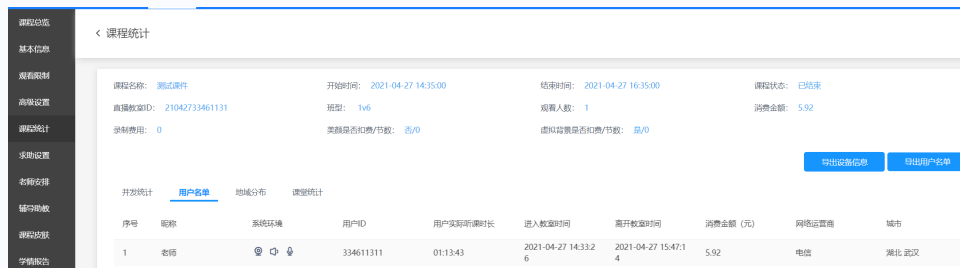 课程总览
基本信息
观看限制
高级设置
课程统计
求助设置
老师安排
辅导助教
课程皮肤
学情报告
< 课程统计
课程名称： 测试课件 开始时间： 2021-04-27 14:35:00 结束时间： 2021-04-27 16:35:00 课程状态： 已结束
直播教室ID： 21042733461131 班型： 1v6 观看人数： 1 消费金额： 5.92
录制费用： 0 美颜是否扣费/节数： 否/0 虚拟背景是否扣费/节数： 是/0
导出设备信息 导出用户名单
开发统计 用户名单 地域分布 课堂统计
序号 昵称 系统环境 用户ID 用户实际听课时长 进入教室时间 离开教室时间 消费金额（元） 网络运营商 城市
1 老师 334611311 01:13:43 2021-04-27 14:33:26 2021-04-27 15:47:14 5.92 电信 湖北 武汉